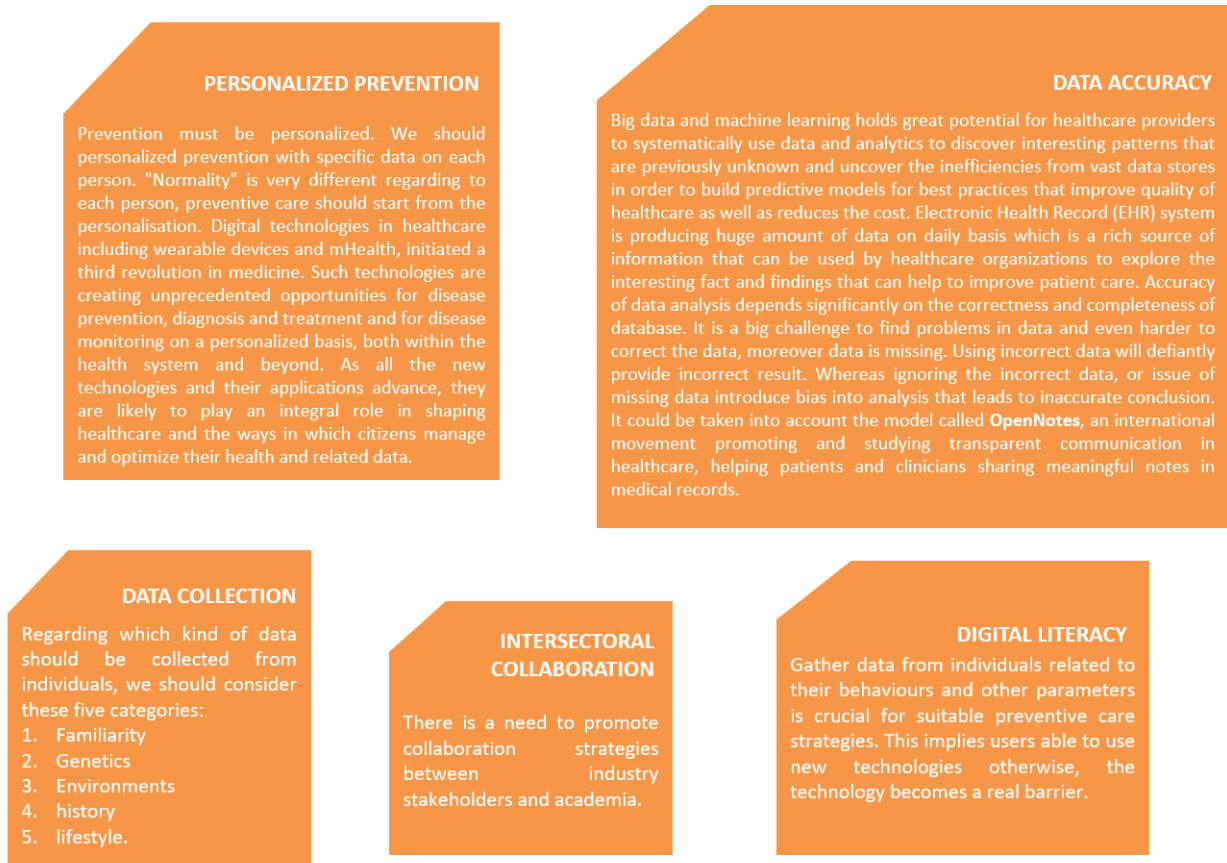 PERSONALIZED PREVENTION
Prevention must be personalized. We should
personalized prevention with specific data on each
person. "Normality" is very different regarding to
each person, preventive care should start from the
personalisation. Digital technologies in healthcare
including wearable devices and mHealth, initiated a
third revolution in medicine. Such technologies are
creating unprecedented opportunities for disease
prevention, diagnosis and treatment and for disease
monitoring on a personalized basis, both within the
health system and beyond. As all the new
technologies and their applications advance, they
are likely to play an integral role in shaping
healthcare and the ways in which citizens manage
and optimize their health and related data.
DATA ACCURACY
Big data and machine learning holds great potential for healthcare providers
to systematically use data and analytics to discover interesting patterns that
are previously unknown and uncover the inefficiencies from vast data stores
in order to build predictive models for best practices that improve quality of
healthcare as well as reduces the cost. Electronic Health Record (EHR) system
is producing huge amount of data on daily basis which is a rich source of
information that can be used by healthcare organizations to explore the
interesting fact and findings that can help to improve patient care. Accuracy
of data analysis depends significantly on the correctness and completeness of
database. It is a big challenge to find problems in data and even harder to
correct the data, moreover data is missing. Using incorrect data will defiantly
provide incorrect result. Whereas ignoring the incorrect data, or issue of
missing data introduce bias into analysis that leads to inaccurate conclusion.
It could be taken into account the model called OpenNotes, an international
movement promoting and studying transparent communication in
healthcare, helping patients and clinicians sharing meaningful notes in
medical records.
DATA COLLECTION
Regarding which kind of data
should be collected from
individuals, we should consider
these five categories:
1. Familiarity
2. Genetics
3. Environments
4. history
5. lifestyle.
INTERSECTORAL
COLLABORATION
There is a need to promote
collaboration strategies
between industry
stakeholders and academia.
DIGITAL LITERACY
Gather data from individuals related to
their behaviours and other parameters
is crucial for suitable preventive care
strategies. This implies users able to use
new technologies otherwise, the
technology becomes a real barrier.